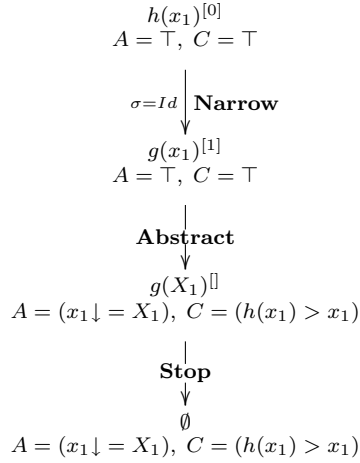 h(x₁)^[0]
A = ⊤, C = ⊤
σ=Id Narrow
g(x₁)^[1]
A = ⊤, C = ⊤
Abstract
g(X₁)^[]
A = (x₁↓ = X₁), C = (h(x₁) > x₁)
Stop
∅
A = (x₁↓ = X₁), C = (h(x₁) > x₁)